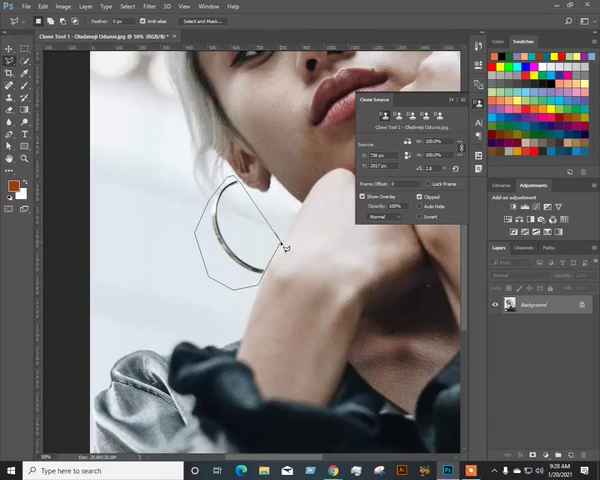 Ps File Edit Image Layer Type Select Filter 3D View Window Help
Feather: 0 px Anti-alias Select and Mask...
Clone Tool 1 - Oladimeji Odunsi.jpg @ 50% (RGB/8) *
Clone Source
Clone Tool 1 - Oladimeji Odunsi.jpg
Source:
W: 100.0%
X: 738 px
H: 100.0%
Y: 2017 px
Frame Offset: 0 Lock Frame
Show Overlay Clipped
Opacity: 100% Auto Hide
Normal Invert
Swatches
Libraries Adjustments
Add an adjustment
Layers Channels Paths
Kind
Normal Opacity:
Lock: Fill:
Background
50% Doc: 20.6M/20.6M
Type here to search
9:28 AM
1/20/2021